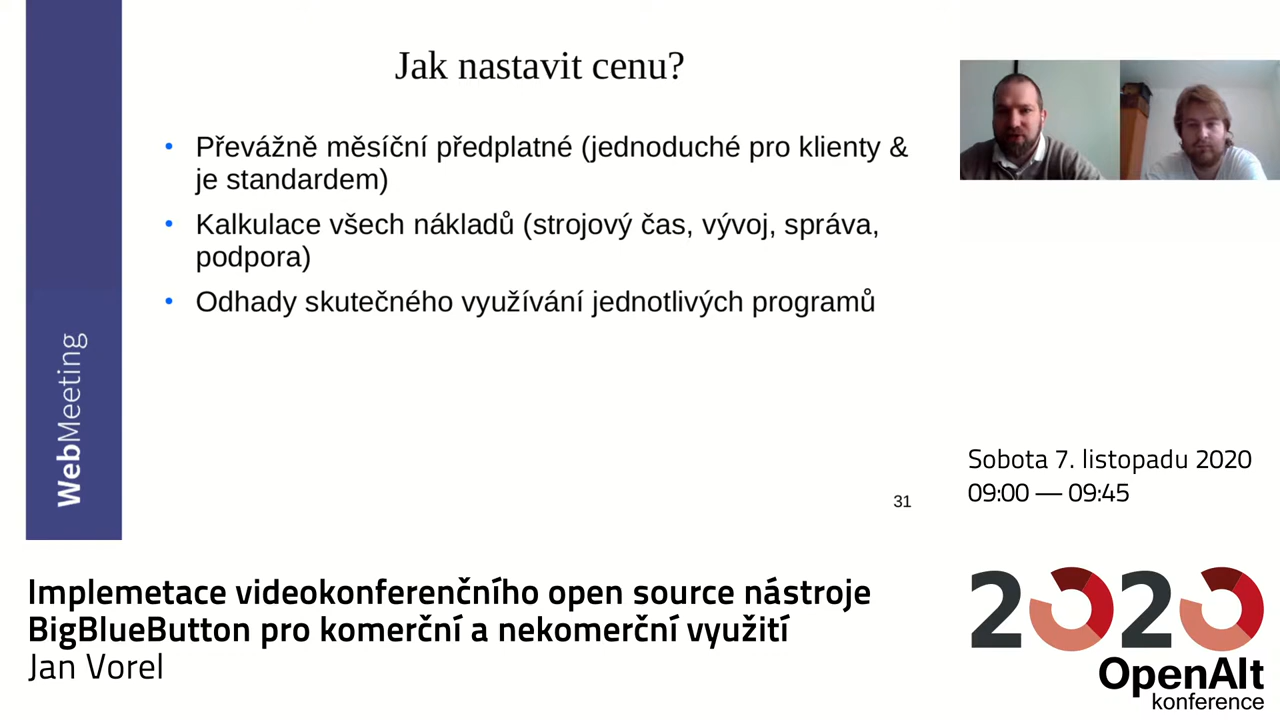 Jak nastavit cenu?
• Převážně měsíční předplatné (jednoduché pro klienty &
je standardem)
• Kalkulace všech nákladů (strojový čas, vývoj, správa,
podpora)
• Odhady skutečného využívání jednotlivých programů
WebMeeting
31
Sobota 7. listopadu 2020
09:00 — 09:45
Implemetace videokonferenčního open source nástroje
BigBlueButton pro komerční a nekomerční využití
Jan Vorel
2020
OpenAlt
konference